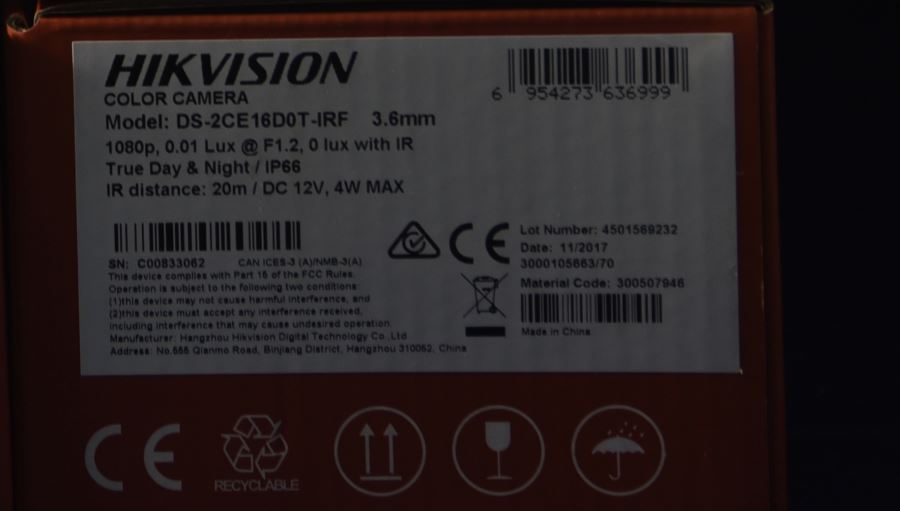 HIKVISION
COLOR CAMERA
Model: DS-2CE16D0T-IRF 3.6mm
1080p, 0.01 Lux @ F1.2, 0 lux with IR
True Day & Night / IP66
IR distance: 20m / DC 12V, 4W MAX
6 954273 636999
SN: C00833062 CAN ICES-3 (A)/NMB-3(A)
This device complies with Part 15 of the FCC Rules.
Operation is subject to the following two conditions:
(1)this device may not cause harmful interference, and
(2)this device must accept any interference received,
including interference that may cause undesired operation.
Manufacturer: Hangzhou Hikvision Digital Technology Co.,Ltd
Address: No.555 Qianmo Road, Binjiang District, Hangzhou 310052, China
CE
Lot Number: 4501569232
Date: 11/2017
3000105663/70
Material Code: 300507946
Made in China
CE
RECYCLABLE